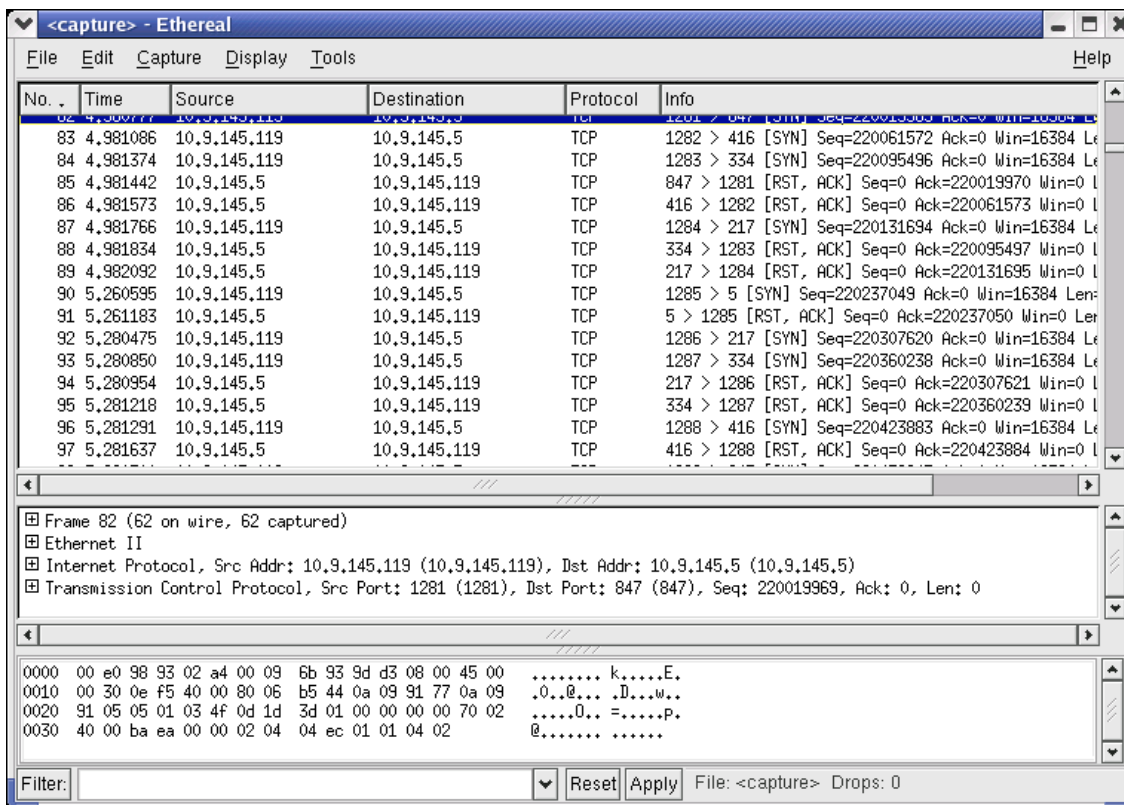 <capture> - Ethereal
File Edit Capture Display Tools Help
No. Time Source Destination Protocol Info
83 4.981086 10.9.145.119 10.9.145.5 TCP 1282 > 416 [SYN] Seq=220061572 Ack=0 Win=16384 Le
84 4.981374 10.9.145.119 10.9.145.5 TCP 1283 > 334 [SYN] Seq=220095496 Ack=0 Win=16384 Le
85 4.981442 10.9.145.5 10.9.145.119 TCP 847 > 1281 [RST, ACK] Seq=0 Ack=220019970 Win=0 L
86 4.981573 10.9.145.5 10.9.145.119 TCP 416 > 1282 [RST, ACK] Seq=0 Ack=220061573 Win=0 L
87 4.981766 10.9.145.119 10.9.145.5 TCP 1284 > 217 [SYN] Seq=220131694 Ack=0 Win=16384 Le
88 4.981834 10.9.145.5 10.9.145.119 TCP 334 > 1283 [RST, ACK] Seq=0 Ack=220095497 Win=0 L
89 4.982092 10.9.145.5 10.9.145.119 TCP 217 > 1284 [RST, ACK] Seq=0 Ack=220131695 Win=0 L
90 5.260595 10.9.145.119 10.9.145.5 TCP 1285 > 5 [SYN] Seq=220237049 Ack=0 Win=16384 Len=
91 5.261183 10.9.145.5 10.9.145.119 TCP 5 > 1285 [RST, ACK] Seq=0 Ack=220237050 Win=0 Len
92 5.280475 10.9.145.119 10.9.145.5 TCP 1286 > 217 [SYN] Seq=220307620 Ack=0 Win=16384 Le
93 5.280850 10.9.145.119 10.9.145.5 TCP 1287 > 334 [SYN] Seq=220360238 Ack=0 Win=16384 Le
94 5.280954 10.9.145.5 10.9.145.119 TCP 217 > 1286 [RST, ACK] Seq=0 Ack=220307621 Win=0 L
95 5.281218 10.9.145.5 10.9.145.119 TCP 334 > 1287 [RST, ACK] Seq=0 Ack=220360239 Win=0 L
96 5.281291 10.9.145.119 10.9.145.5 TCP 1288 > 416 [SYN] Seq=220423883 Ack=0 Win=16384 Le
97 5.281637 10.9.145.5 10.9.145.119 TCP 416 > 1288 [RST, ACK] Seq=0 Ack=220423884 Win=0 L
Frame 82 (62 on wire, 62 captured)
Ethernet II
Internet Protocol, Src Addr: 10.9.145.119 (10.9.145.119), Dst Addr: 10.9.145.5 (10.9.145.5)
Transmission Control Protocol, Src Port: 1281 (1281), Dst Port: 847 (847), Seq: 220019969, Ack: 0, Len: 0
0000 00 e0 98 93 02 a4 00 09 6b 93 9d d3 08 00 45 00 ........ k.....E.
0010 00 30 0e f5 40 00 80 06 b5 44 0a 09 91 77 0a 09 .0..@... .D...w..
0020 91 05 05 01 03 4f 0d 1d 3d 01 00 00 00 00 70 02 .....O.. =.....p.
0030 40 00 ba ea 00 00 02 04 04 ec 01 01 04 02 @....... ......
Filter: Reset Apply File: <capture> Drops: 0